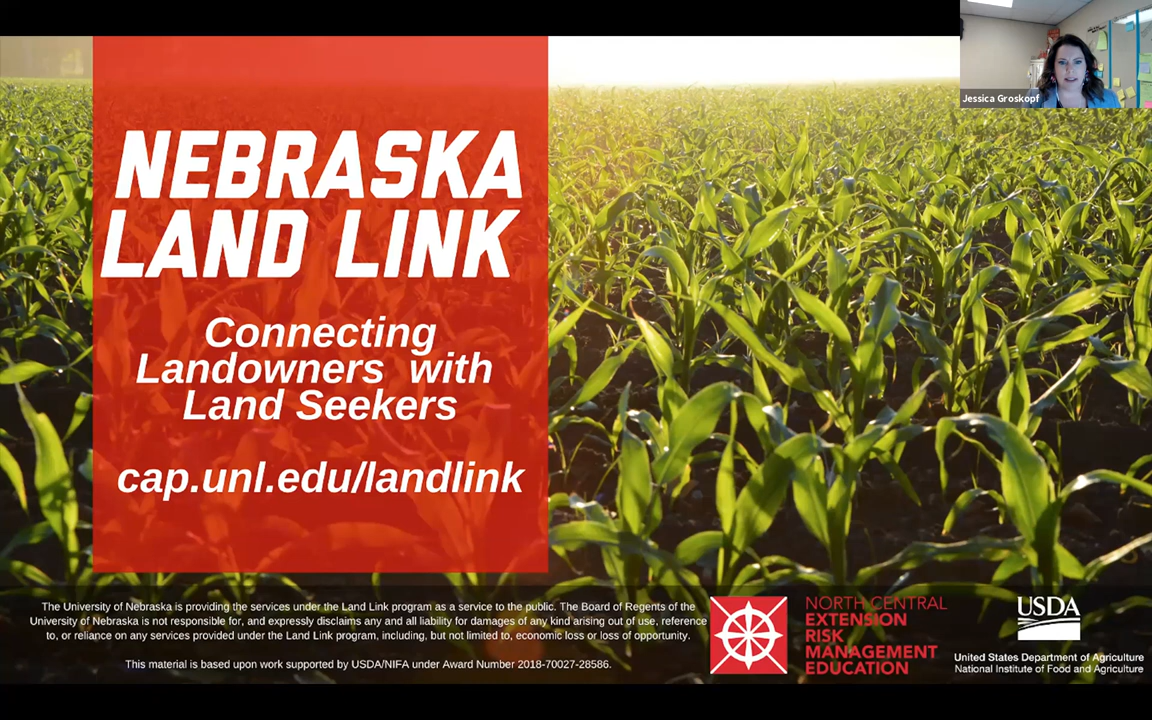 Jessica Groskopf
NEBRASKA
LAND LINK
Connecting
Landowners with
Land Seekers
cap.unl.edu/landlink
The University of Nebraska is providing the services under the Land Link program as a service to the public. The Board of Regents of the
University of Nebraska is not responsible for, and expressly disclaims any and all liability for damages of any kind arising out of use, reference
to, or reliance on any services provided under the Land Link program, including, but not limited to, economic loss or loss of opportunity.
This material is based upon work supported by USDA/NIFA under Award Number 2018-70027-28586.
NORTH CENTRAL
EXTENSION
RISK
MANAGEMENT
EDUCATION
USDA
United States Department of Agriculture
National Institute of Food and Agriculture